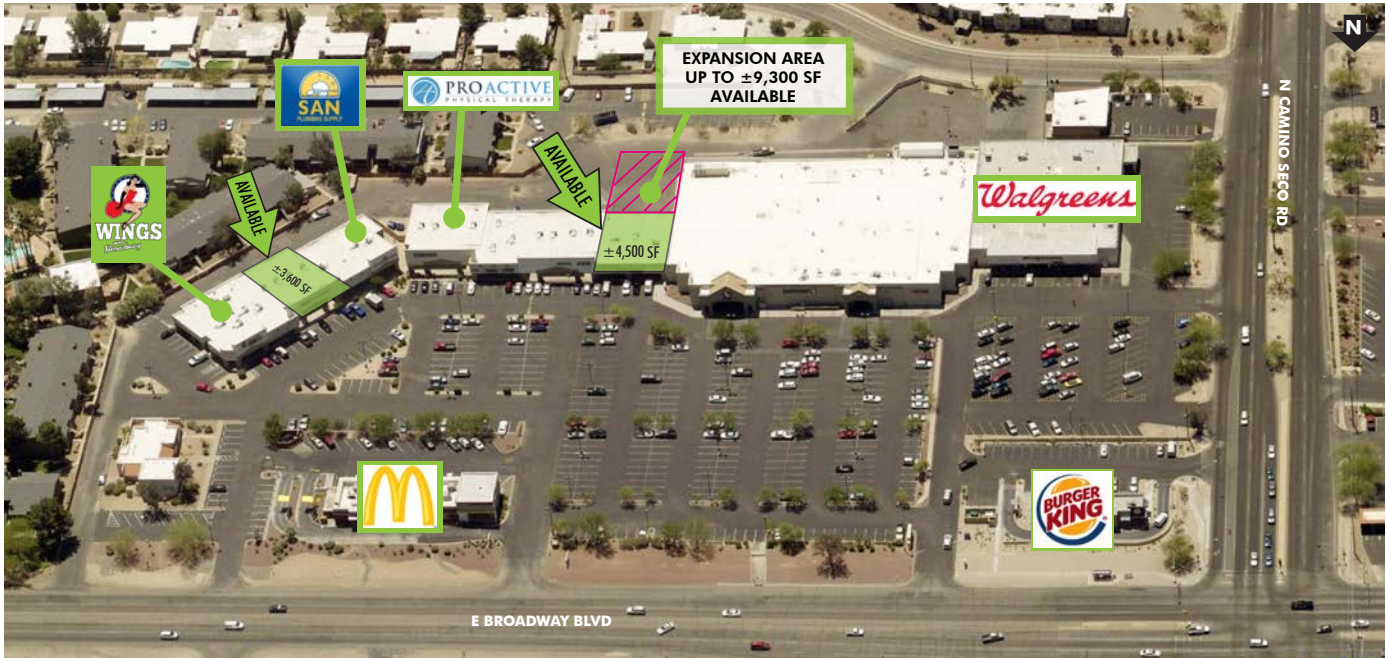 N
EXPANSION AREA
UP TO ±9,300 SF
AVAILABLE
SAN
PLUMBING SUPPLY
PROACTIVE
PHYSICAL THERAPY
N CAMINO SECO RD
AVAILABLE
AVAILABLE
WINGS
Walgreens
±4,500 SF
±3,600 SF
BURGER
KING
E BROADWAY BLVD